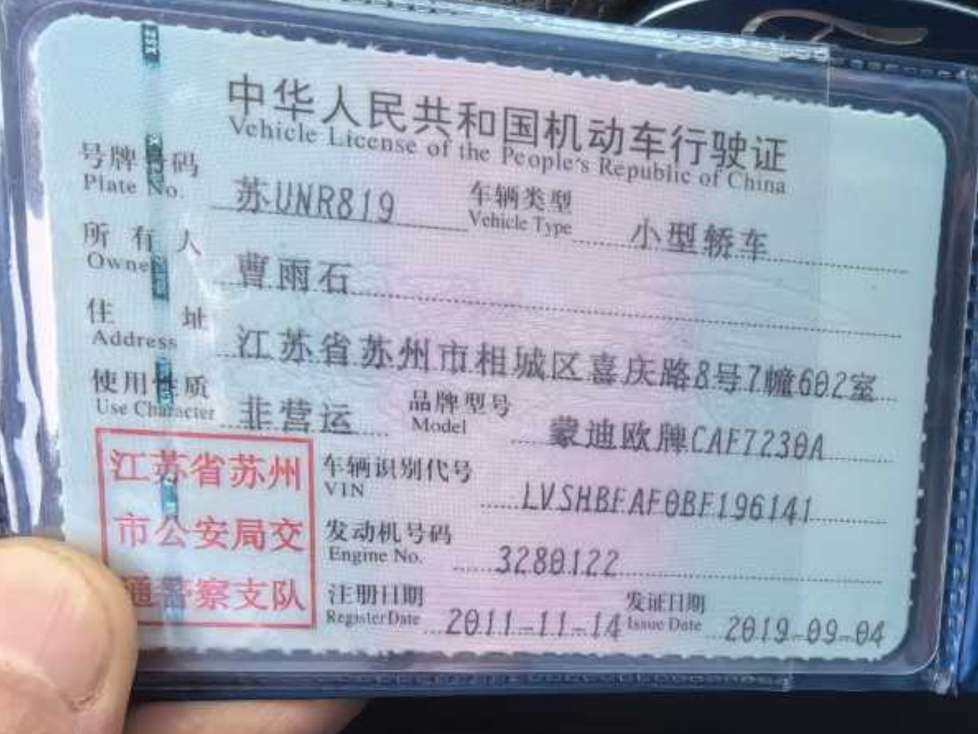 中华人民共和国机动车行驶证
Vehicle License of the People's Republic of China
号牌号码 苏UNR819 车辆类型 小型轿车
Plate No. Vehicle Type
所有人 曹雨石
Owner
住址 江苏省苏州市相城区喜庆路8号7幢602室
Address
使用性质 非营运 品牌型号 蒙迪欧牌CAF7230A
Use Character Model
江苏省苏州
市公安局交
通警察支队
车辆识别代号 LVSHBFAF0BF196141
VIN
发动机号码 3280122
Engine No.
注册日期 2011-11-14 发证日期 2019-09-04
Register Date Issue Date